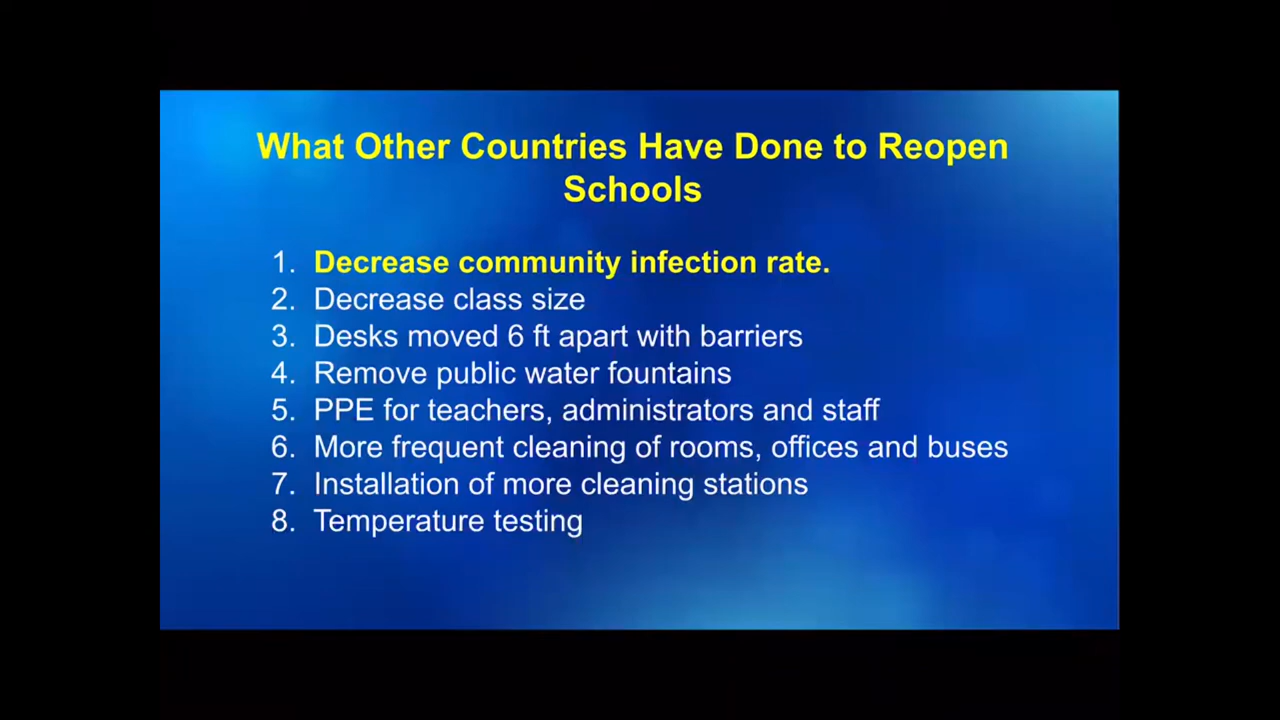 What Other Countries Have Done to Reopen
Schools
1. Decrease community infection rate.
2. Decrease class size
3. Desks moved 6 ft apart with barriers
4. Remove public water fountains
5. PPE for teachers, administrators and staff
6. More frequent cleaning of rooms, offices and buses
7. Installation of more cleaning stations
8. Temperature testing